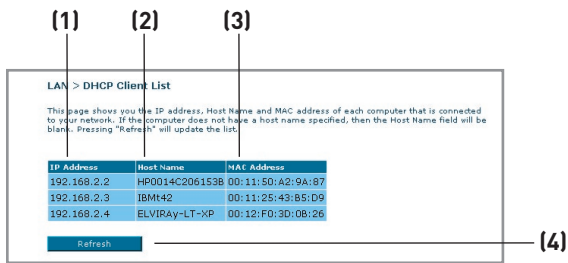 (1) (2) (3)
LAN > DHCP Client List
This page shows you the IP address, Host Name and MAC address of each computer that is connected
to your network. If the computer does not have a host name specified, then the Host Name field will be
blank. Pressing "Refresh" will update the list.
IP Address Host Name MAC Address
192.168.2.2 HP0014C206153B 00:11:50:A2:9A:87
192.168.2.3 IBMt42 00:11:25:43:B5:D9
192.168.2.4 ELVIRAy-LT-XP 00:12:F0:3D:0B:26
Refresh
(4)